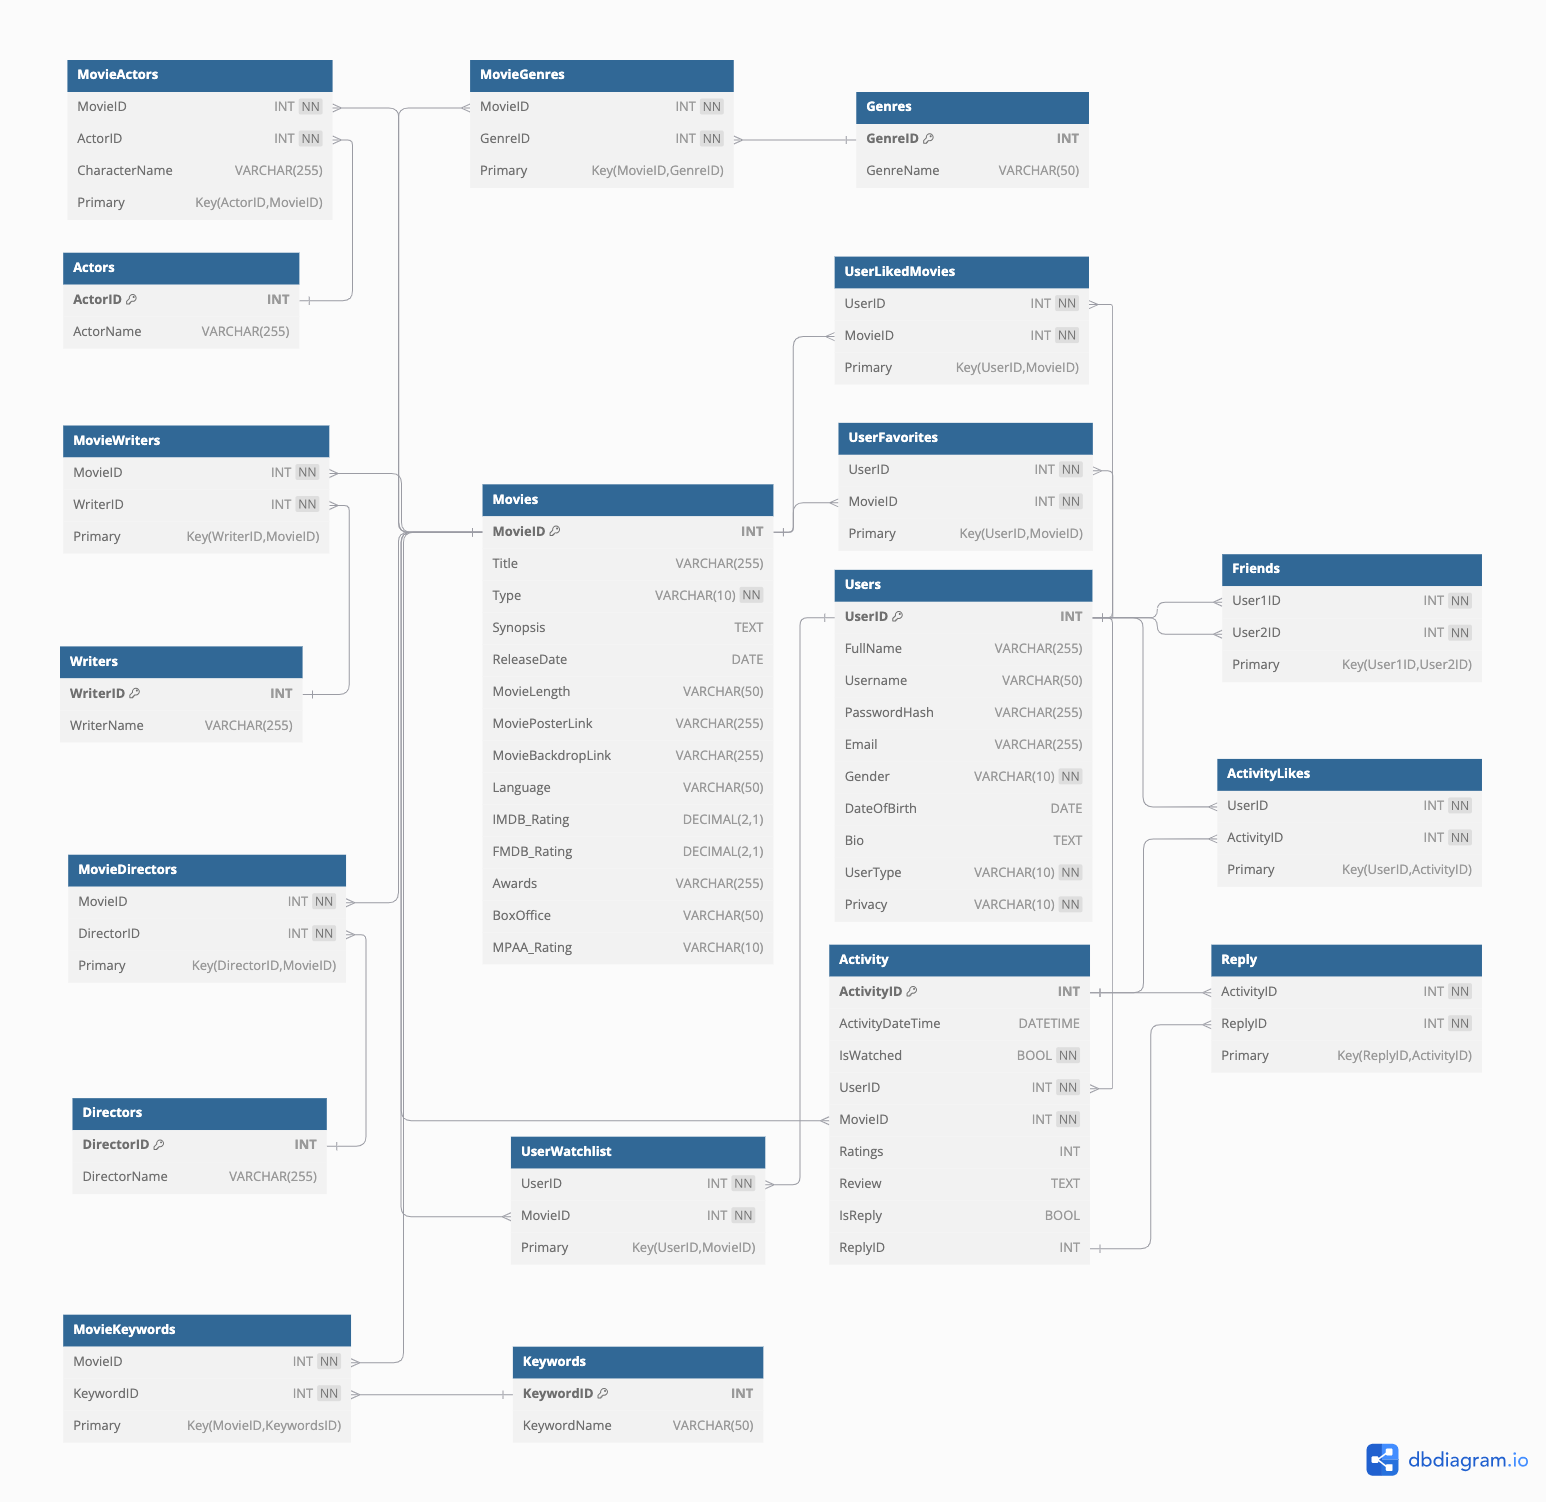 MovieActors
MovieID INT NN
ActorID INT NN
CharacterName VARCHAR(255)
Primary Key(ActorID,MovieID)
MovieGenres
MovieID INT NN
GenreID INT NN
Primary Key(MovieID,GenreID)
Genres
GenreID INT
GenreName VARCHAR(50)
Actors
ActorID INT
ActorName VARCHAR(255)
UserLikedMovies
UserID INT NN
MovieID INT NN
Primary Key(UserID,MovieID)
MovieWriters
MovieID INT NN
WriterID INT NN
Primary Key(WriterID,MovieID)
UserFavorites
UserID INT NN
MovieID INT NN
Primary Key(UserID,MovieID)
Movies
MovieID INT
Title VARCHAR(255)
Type VARCHAR(10) NN
Synopsis TEXT
ReleaseDate DATE
MovieLength VARCHAR(50)
MoviePosterLink VARCHAR(255)
MovieBackdropLink VARCHAR(255)
Language VARCHAR(50)
IMDB_Rating DECIMAL(2,1)
FMDB_Rating DECIMAL(2,1)
Awards VARCHAR(255)
BoxOffice VARCHAR(50)
MPAA_Rating VARCHAR(10)
Users
UserID INT
FullName VARCHAR(255)
Username VARCHAR(50)
PasswordHash VARCHAR(255)
Email VARCHAR(255)
Gender VARCHAR(10) NN
DateOfBirth DATE
Bio TEXT
UserType VARCHAR(10) NN
Privacy VARCHAR(10) NN
Friends
User1ID INT NN
User2ID INT NN
Primary Key(User1ID,User2ID)
Writers
WriterID INT
WriterName VARCHAR(255)
ActivityLikes
UserID INT NN
ActivityID INT NN
Primary Key(UserID,ActivityID)
MovieDirectors
MovieID INT NN
DirectorID INT NN
Primary Key(DirectorID,MovieID)
Activity
ActivityID INT
ActivityDateTime DATETIME
IsWatched BOOL NN
UserID INT NN
MovieID INT NN
Ratings INT
Review TEXT
IsReply BOOL
ReplyID INT
Reply
ActivityID INT NN
ReplyID INT NN
Primary Key(ReplyID,ActivityID)
Directors
DirectorID INT
DirectorName VARCHAR(255)
UserWatchlist
UserID INT NN
MovieID INT NN
Primary Key(UserID,MovieID)
MovieKeywords
MovieID INT NN
KeywordID INT NN
Primary Key(MovieID,KeywordsID)
Keywords
KeywordID INT
KeywordName VARCHAR(50)
dbdiagram.io